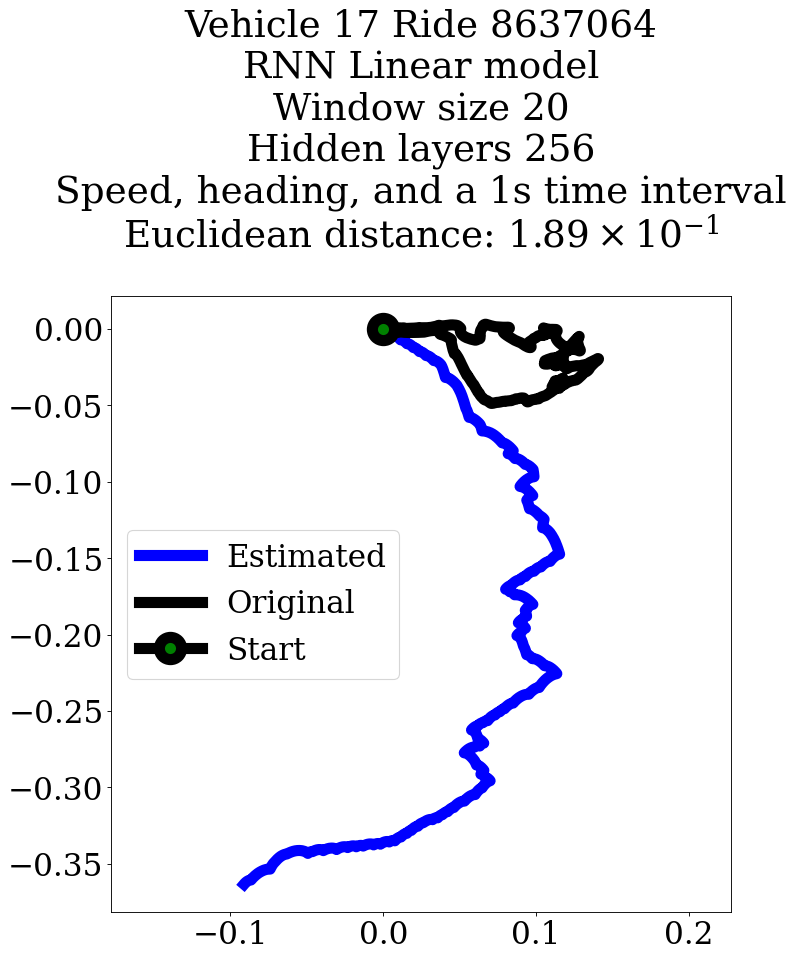 Vehicle 17 Ride 8637064
RNN Linear model
Window size 20
Hidden layers 256
Speed, heading, and a 1s time interval
Euclidean distance: 1.89 × 10⁻¹
0.00
−0.05
−0.10
−0.15
−0.20
−0.25
−0.30
−0.35
Estimated
Original
Start
−0.1
0.0
0.1
0.2